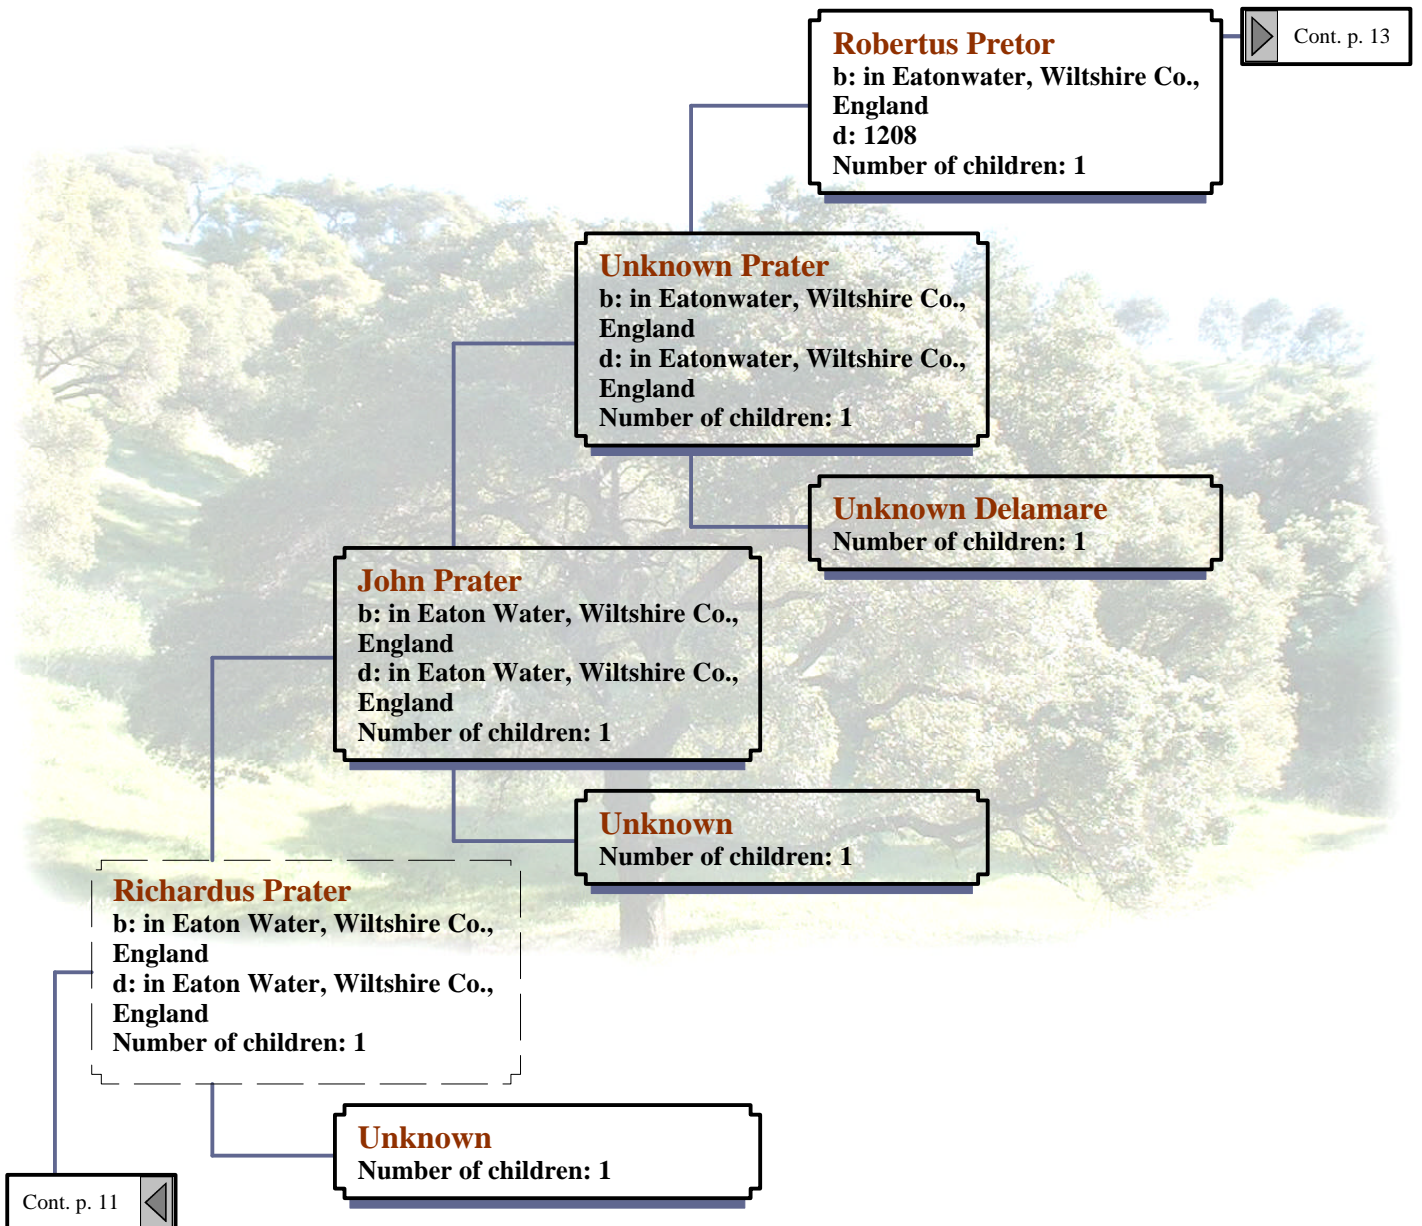 Robertus Pretor
b: in Eatonwater, Wiltshire Co.,
England
d: 1208
Number of children: 1
Cont. p. 13
Unknown Prater
b: in Eatonwater, Wiltshire Co.,
England
d: in Eatonwater, Wiltshire Co.,
England
Number of children: 1
Unknown Delamare
Number of children: 1
John Prater
b: in Eaton Water, Wiltshire Co.,
England
d: in Eaton Water, Wiltshire Co.,
England
Number of children: 1
Unknown
Number of children: 1
Richardus Prater
b: in Eaton Water, Wiltshire Co.,
England
d: in Eaton Water, Wiltshire Co.,
England
Number of children: 1
Unknown
Number of children: 1
Cont. p. 11